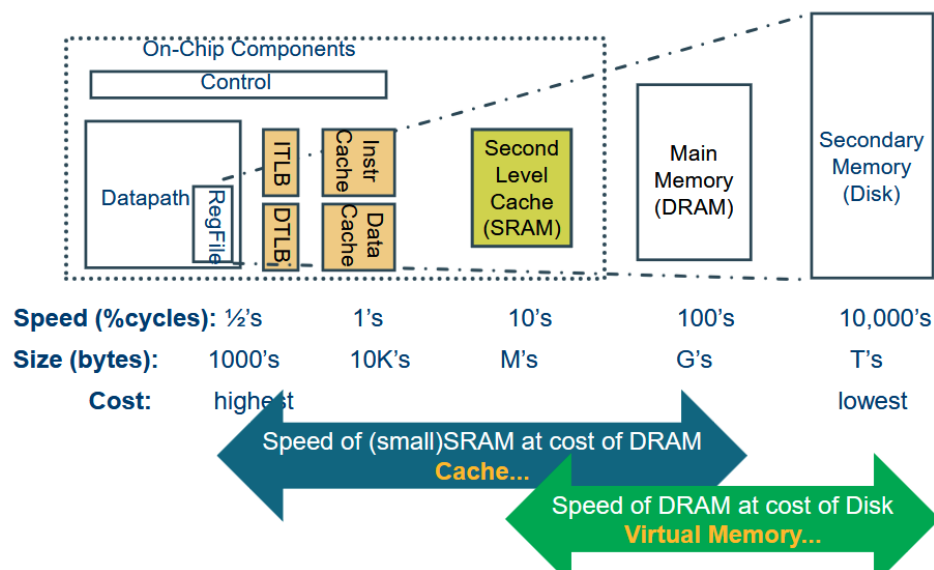 On-Chip Components
Control
Datapath
RegFile
ITLB
DTLB
Instr
Cache
Data
Cache
Second
Level
Cache
(SRAM)
Main
Memory
(DRAM)
Secondary
Memory
(Disk)
Speed (%cycles): ½'s 1's 10's 100's 10,000's
Size (bytes): 1000's 10K's M's G's T's
Cost: highest lowest
Speed of (small)SRAM at cost of DRAM
Cache...
Speed of DRAM at cost of Disk
Virtual Memory...